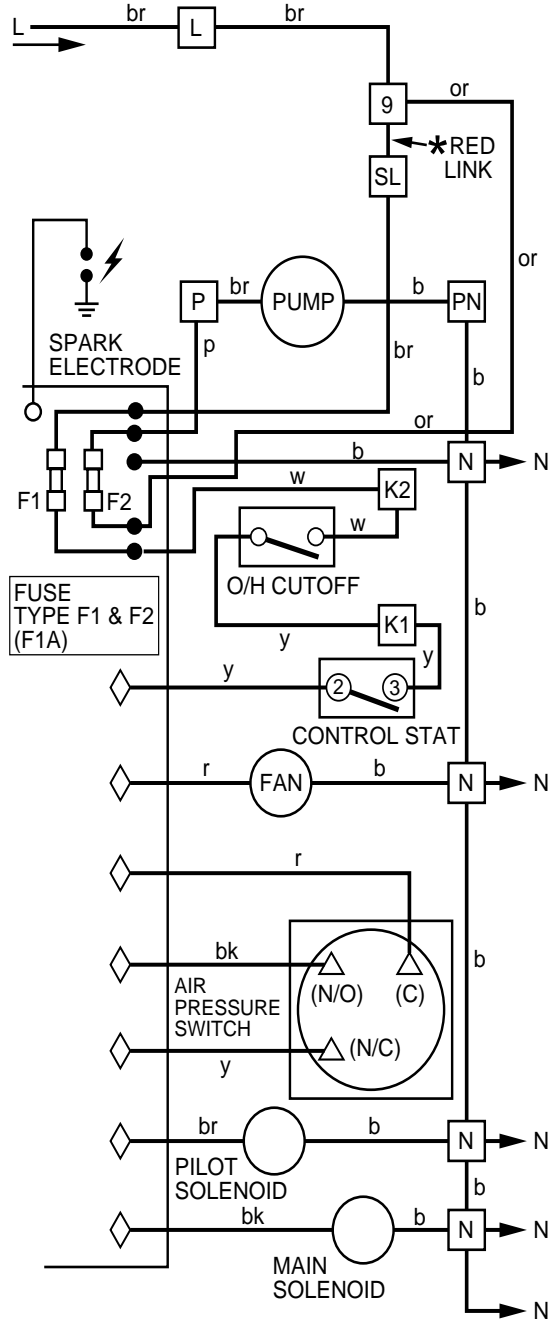 br
br
L
L
9
or
*RED
LINK
SL
or
br
b
P
PUMP
PN
SPARK
ELECTRODE
p
br
b
or
b
N
N
w
K2
F1
F2
w
O/H CUTOFF
FUSE
TYPE F1 & F2
(F1A)
b
K1
y
y
y
2
3
CONTROL STAT
r
b
FAN
N
N
r
bk
b
(N/O)
(C)
AIR
PRESSURE
SWITCH
(N/C)
y
br
b
N
N
PILOT
SOLENOID
b
bk
b
N
N
MAIN
SOLENOID
N